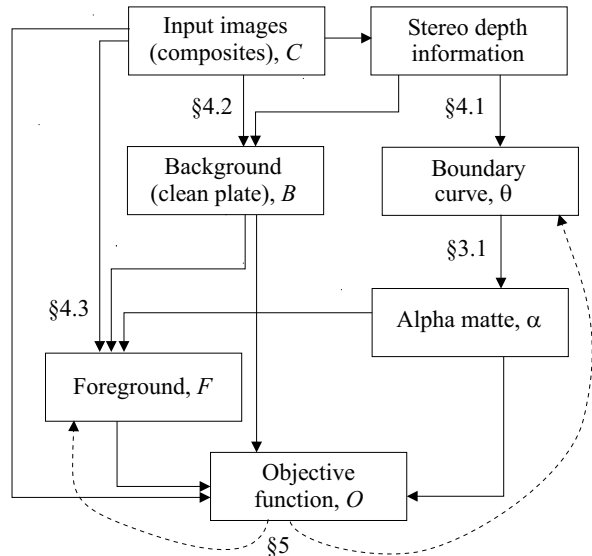 Input images
(composites), C
Stereo depth
information
§4.2
§4.1
Background
(clean plate), B
Boundary
curve, θ
§3.1
§4.3
Alpha matte, α
Foreground, F
Objective
function, O
§5